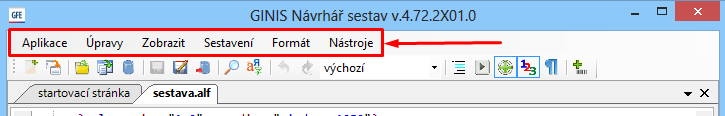 GFE GINIS Návrhář sestav v.4.72.2X01.0
Aplikace Úpravy Zobrazit Sestavení Formát Nástroje
výchozí
startovací stránka sestava.alf